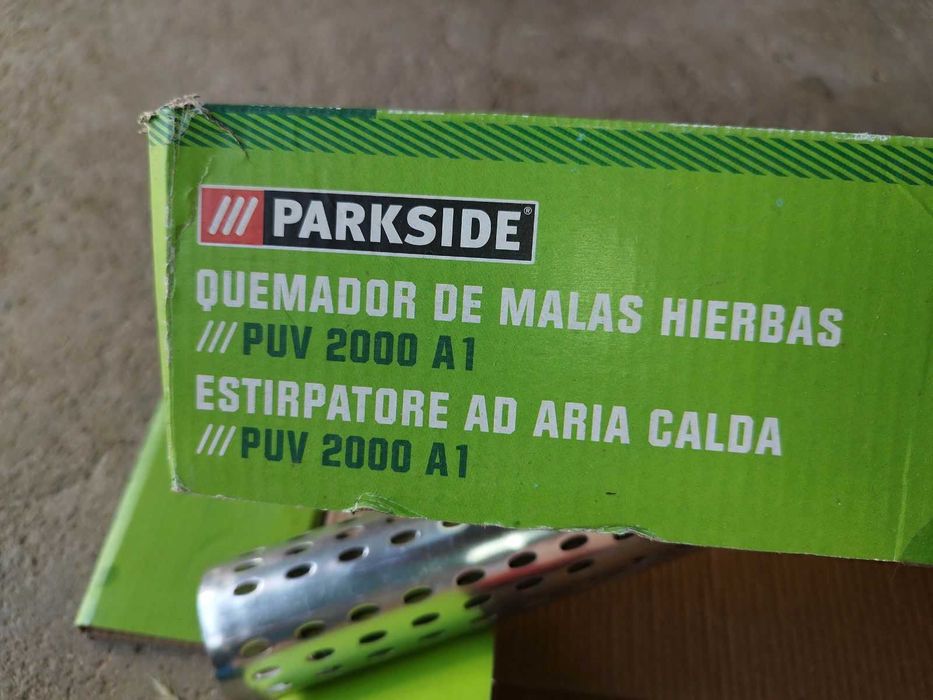 /// PARKSIDE®
QUEMADOR DE MALAS HIERBAS
/// PUV 2000 A1
ESTIRPATORE AD ARIA CALDA
/// PUV 2000 A1